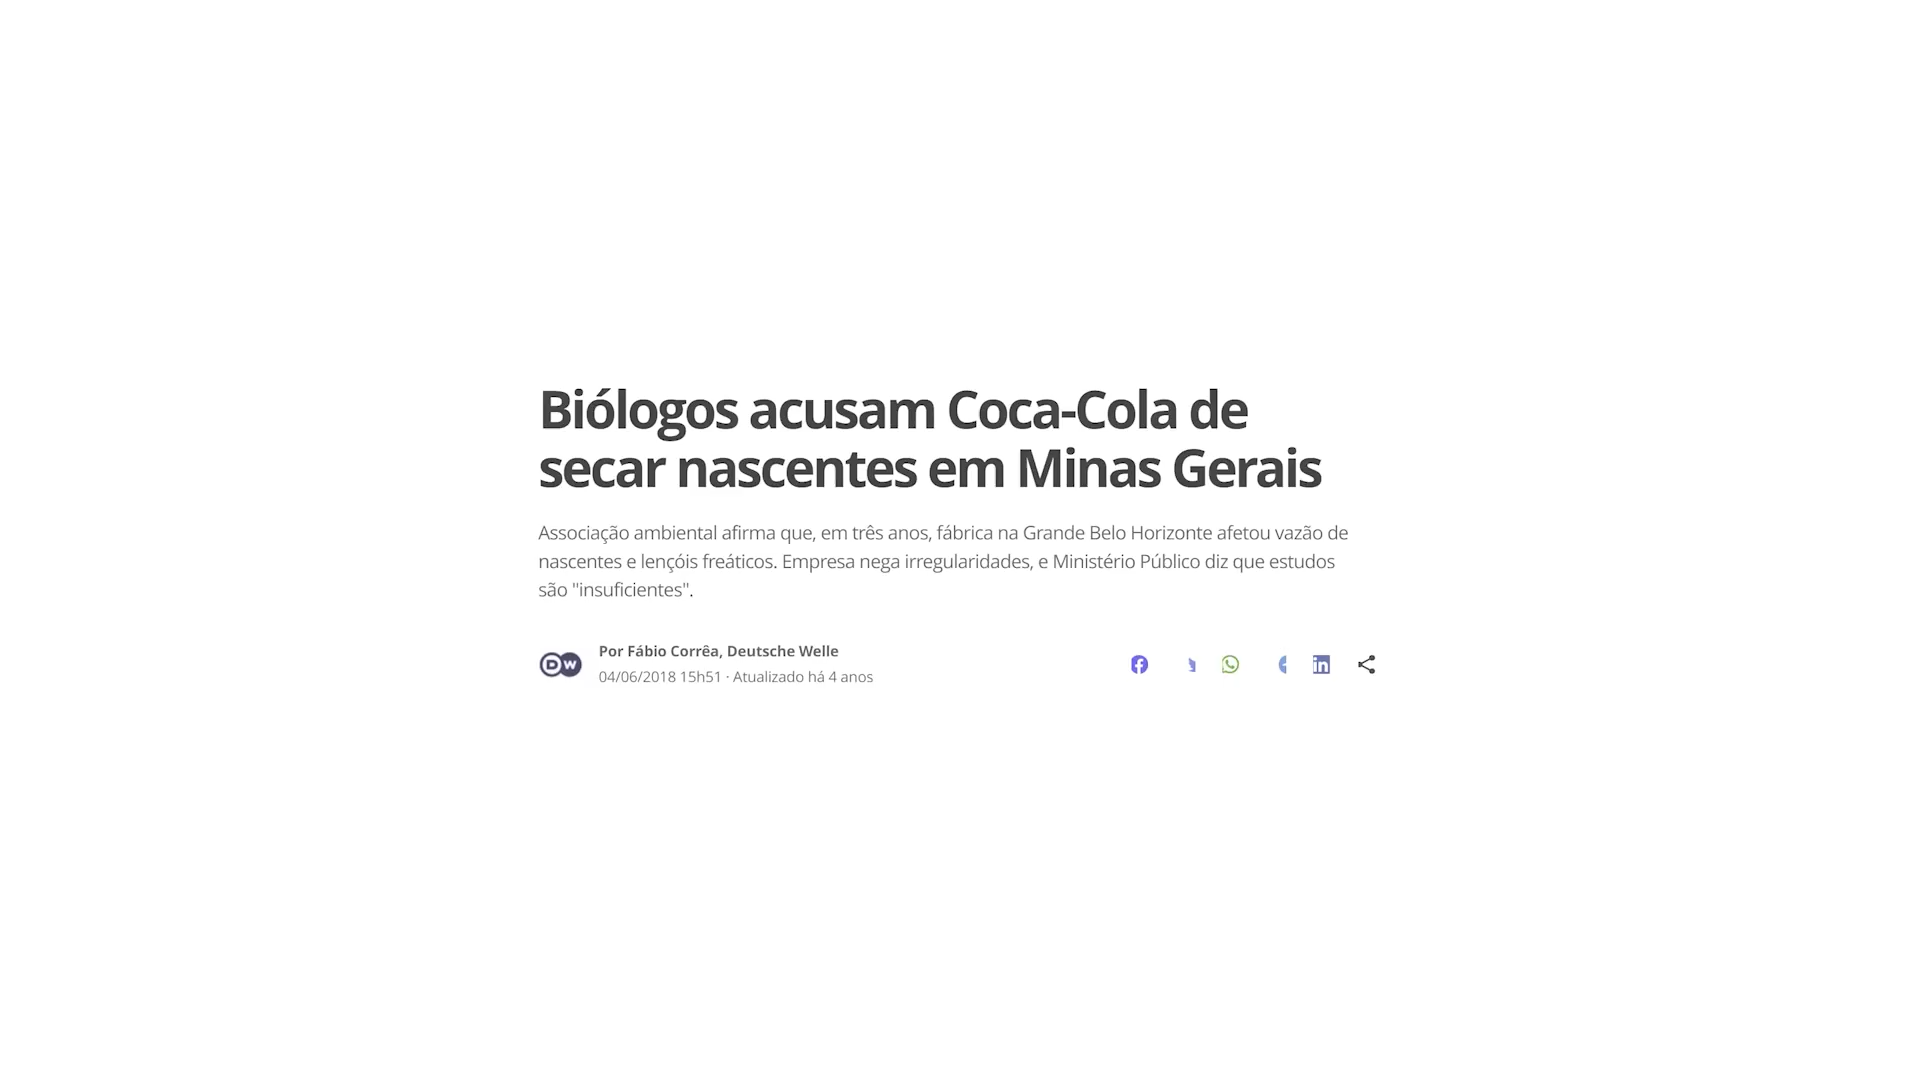 Biólogos acusam Coca-Cola de
secar nascentes em Minas Gerais
Associação ambiental afirma que, em três anos, fábrica na Grande Belo Horizonte afetou vazão de
nascentes e lençóis freáticos. Empresa nega irregularidades, e Ministério Público diz que estudos
são "insuficientes".
DW
Por Fábio Corrêa, Deutsche Welle
04/06/2018 15h51 · Atualizado há 4 anos
in